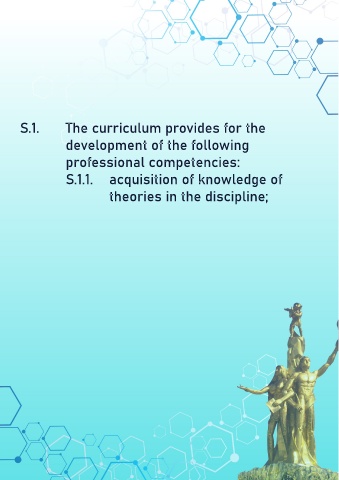 S.1. The curriculum provides for the
development of the following
professional competencies:
S.1.1. acquisition of knowledge of
theories in the discipline;